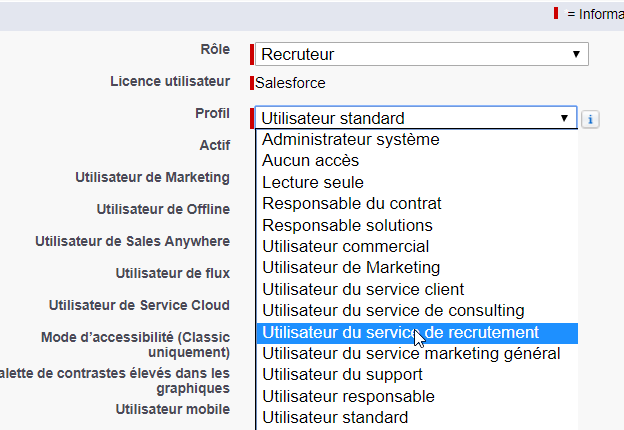 = Informa
Rôle
Recruteur
Licence utilisateur
Salesforce
Profil
Utilisateur standard
Actif
Administrateur système
Aucun accès
Utilisateur de Marketing
Lecture seule
Responsable du contrat
Utilisateur de Offline
Responsable solutions
Utilisateur de Sales Anywhere
Utilisateur commercial
Utilisateur de Marketing
Utilisateur de flux
Utilisateur du service client
Utilisateur de Service Cloud
Utilisateur du service de consulting
Mode d’accessibilité (Classic
uniquement)
Utilisateur du service de recrutement
Utilisateur du service marketing général
alette de contrastes élevés dans les
graphiques
Utilisateur du support
Utilisateur responsable
Utilisateur mobile
Utilisateur standard